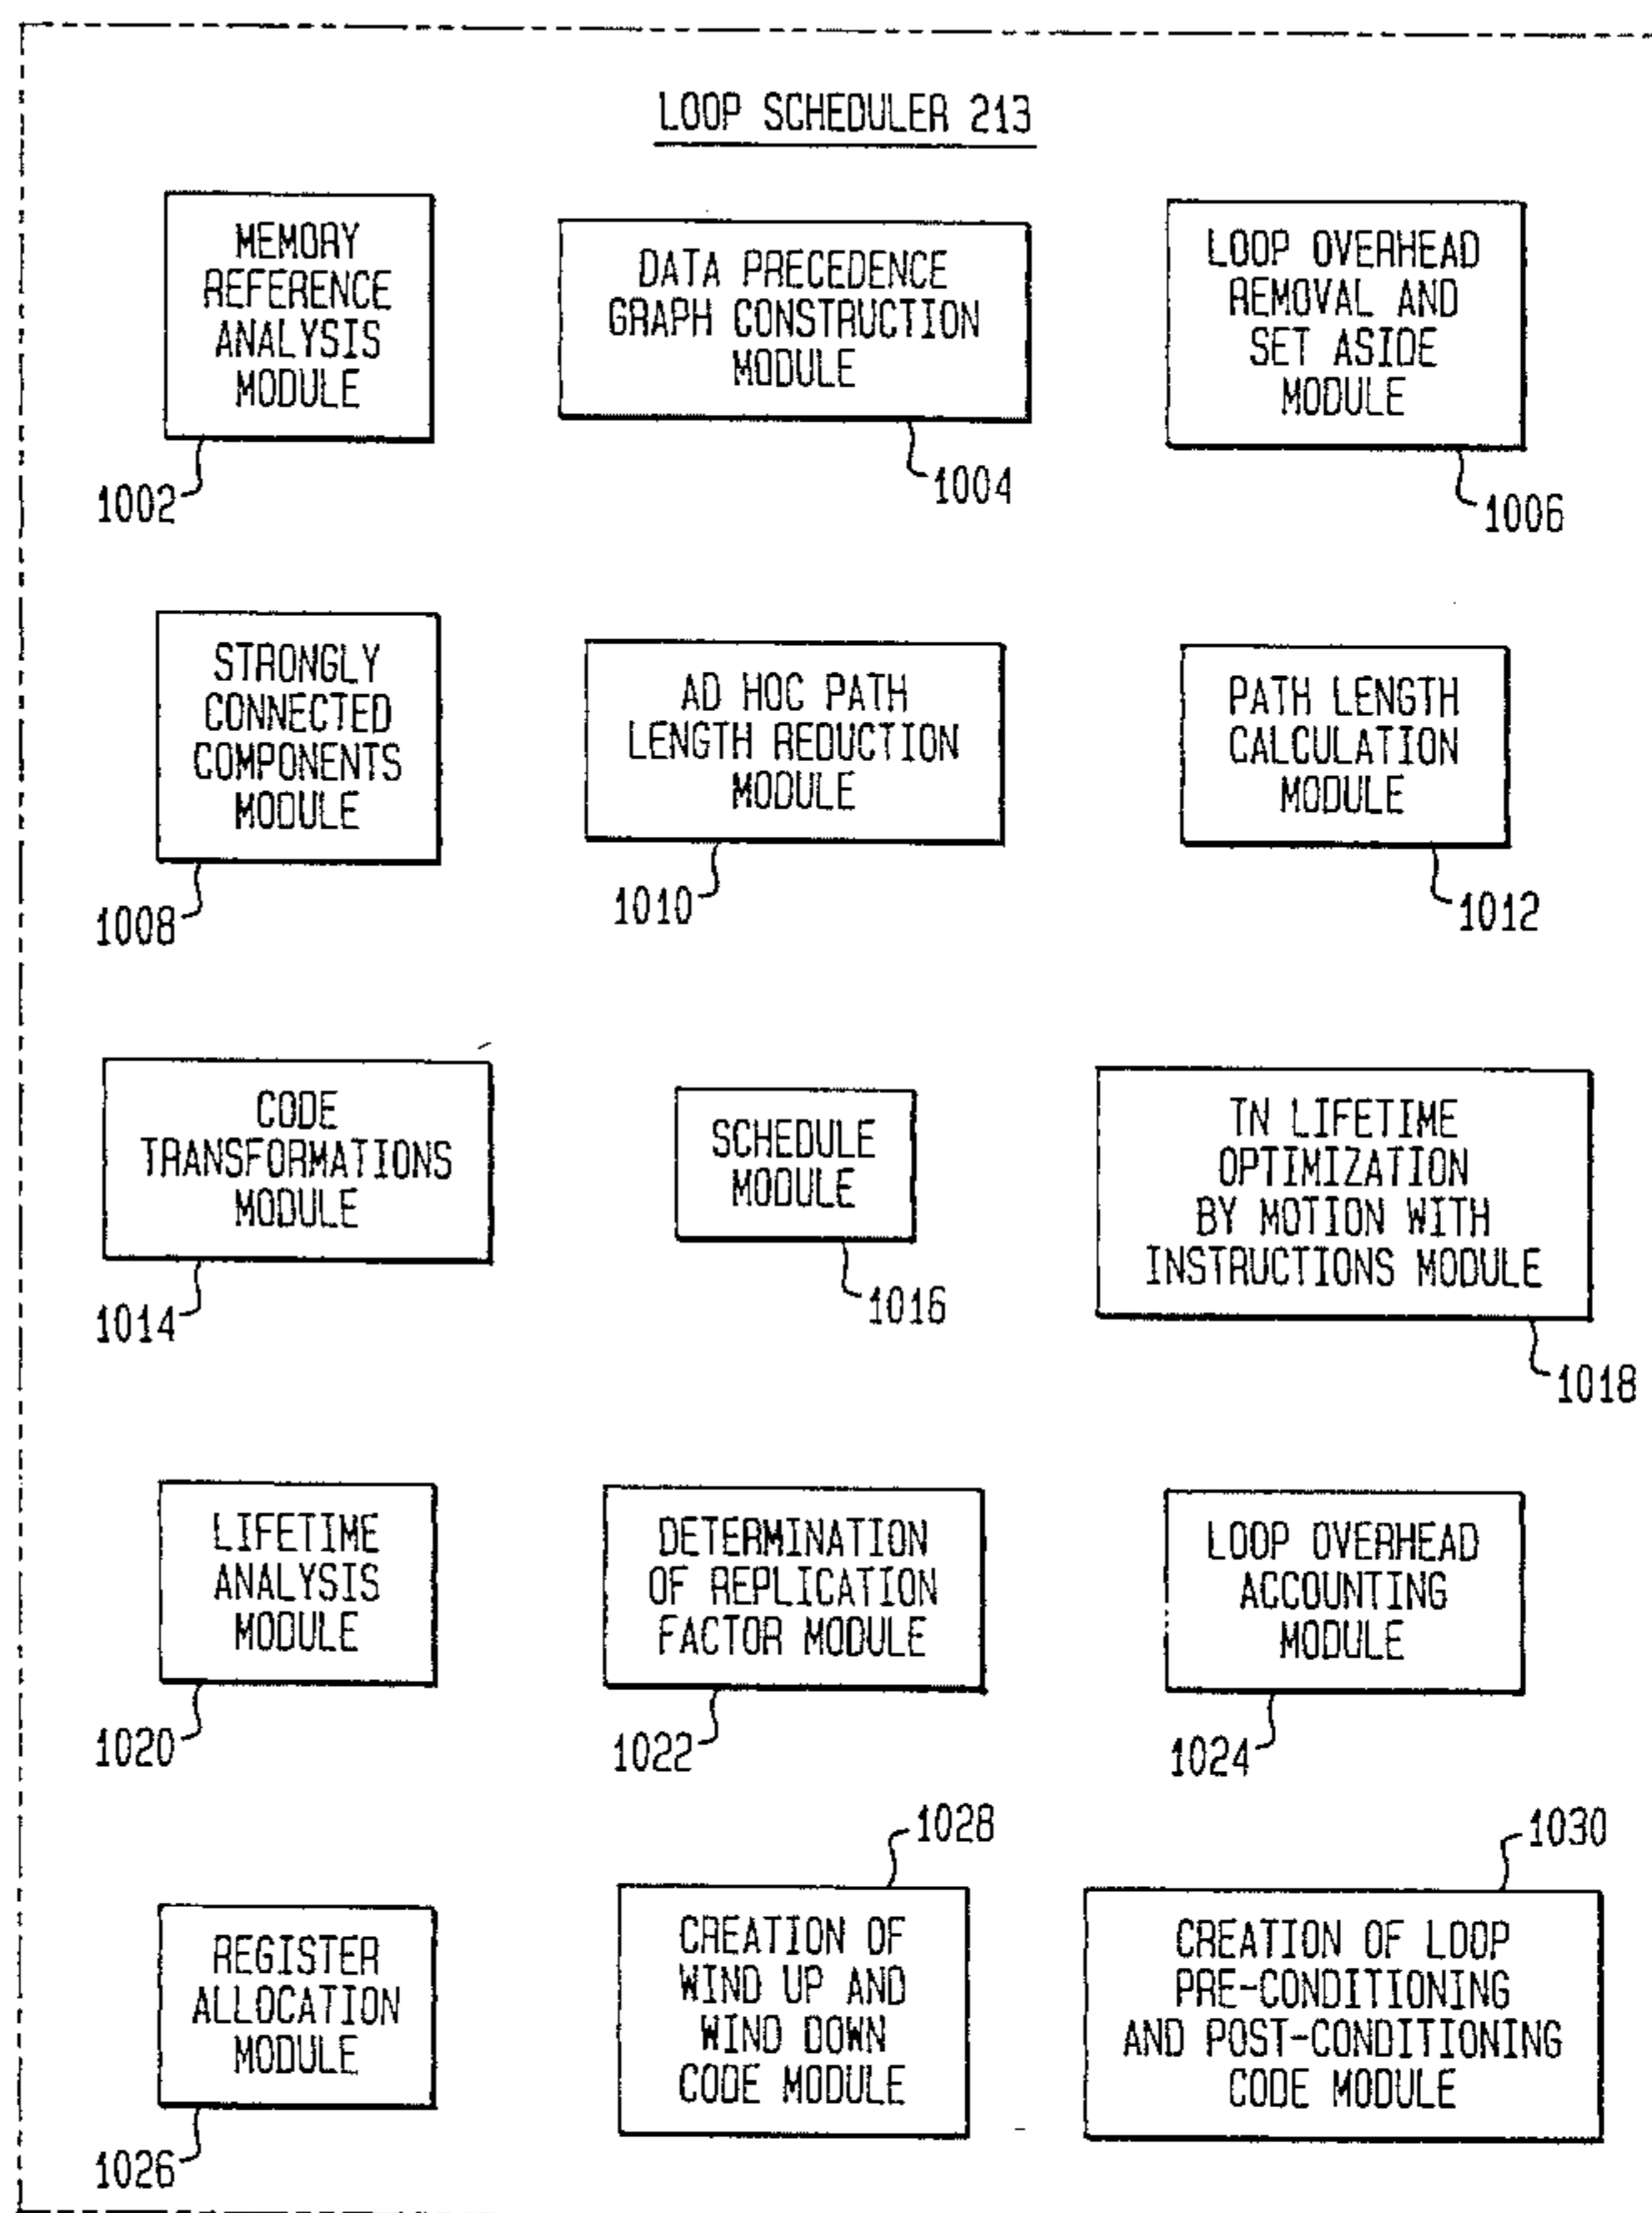 LOOP SCHEDULER 213
MEMORY
REFERENCE
ANALYSIS
MODULE
1002
DATA PRECEDENCE
GRAPH CONSTRUCTION
MODULE
1004
LOOP OVERHEAD
REMOVAL AND
SET ASIDE
MODULE
1006
STRONGLY
CONNECTED
COMPONENTS
MODULE
1008
AD HOC PATH
LENGTH REDUCTION
MODULE
1010
PATH LENGTH
CALCULATION
MODULE
1012
CODE
TRANSFORMATIONS
MODULE
1014
SCHEDULE
MODULE
1016
TN LIFETIME
OPTIMIZATION
BY MOTION WITH
INSTRUCTIONS MODULE
1018
LIFETIME
ANALYSIS
MODULE
1020
DETERMINATION
OF REPLICATION
FACTOR MODULE
1022
LOOP OVERHEAD
ACCOUNTING
MODULE
1024
REGISTER
ALLOCATION
MODULE
1026
1028
CREATION OF
WIND UP AND
WIND DOWN
CODE MODULE
1030
CREATION OF LOOP
PRE-CONDITIONING
AND POST-CONDITIONING
CODE MODULE